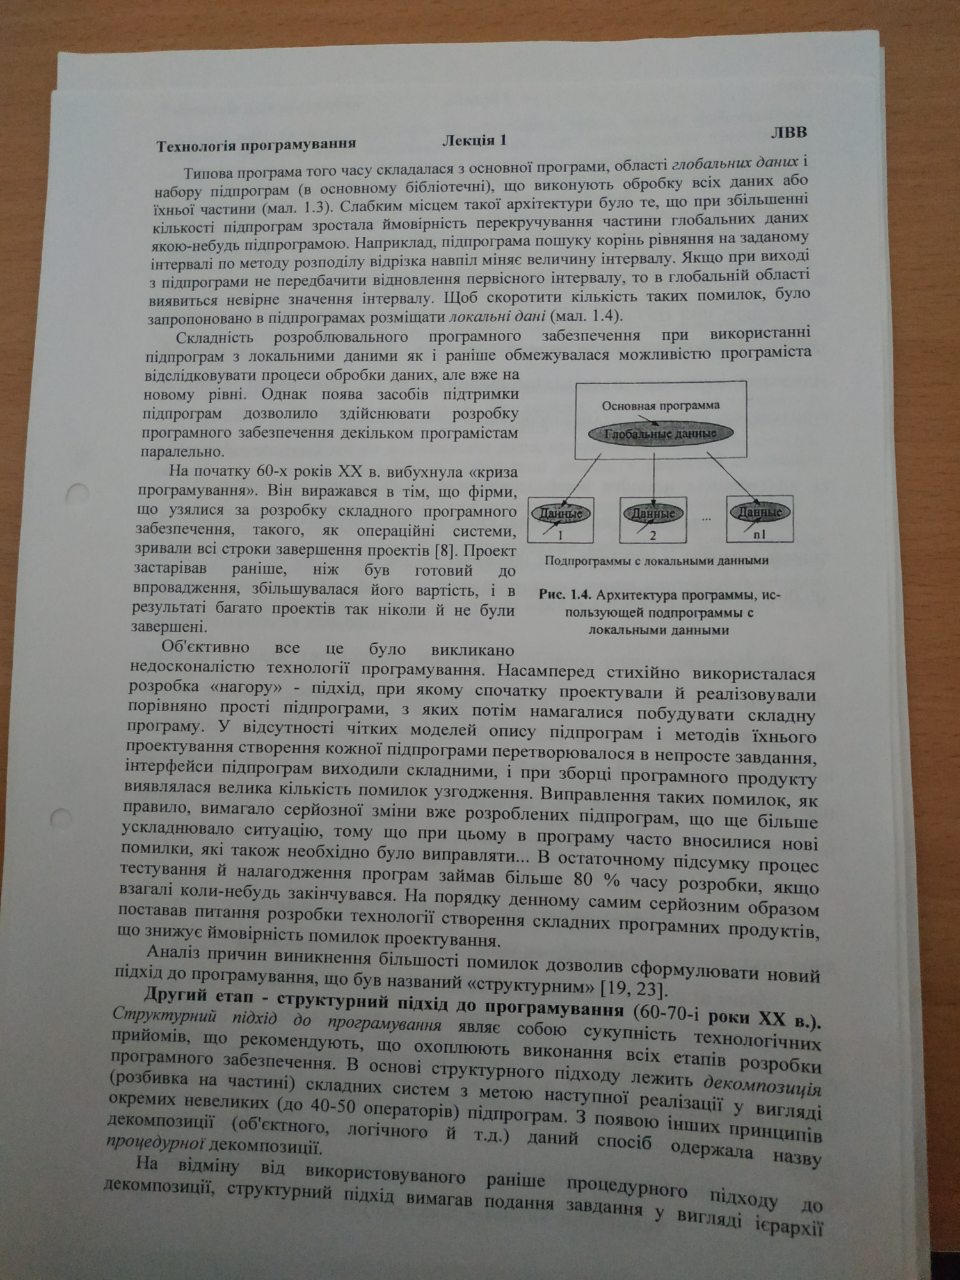 Технологія програмування Лекція 1 ЛВВ
Типова програма того часу складалася з основної програми, області глобальних даних і
набору підпрограм (в основному бібліотечні), що виконують обробку всіх даних або
їхньої частини (мал. 1.3). Слабким місцем такої архітектури було те, що при збільшенні
кількості підпрограм зростала ймовірність перекручування частини глобальних даних
якою-небудь підпрограмою. Наприклад, підпрограма пошуку корінь рівняння на заданому
інтервалі по методу розподілу відрізка навпіл міняє величину інтервалу. Якщо при виході
з підпрограми не передбачити відновлення первісного інтервалу, то в глобальній області
виявиться невірне значення інтервалу. Щоб скоротити кількість таких помилок, було
запропоновано в підпрограмах розміщати локальні дані (мал. 1.4).
Складність розроблювального програмного забезпечення при використанні
підпрограм з локальними даними як і раніше обмежувалася можливістю програміста
відслідковувати процеси обробки даних, але вже на
новому рівні. Однак поява засобів підтримки
підпрограм дозволило здійснювати розробку
програмного забезпечення декільком програмістам
паралельно.
На початку 60-х років XX в. вибухнула «криза
програмування». Він виражався в тім, що фірми,
що узялися за розробку складного програмного
забезпечення, такого, як операційні системи,
зривали всі строки завершення проектів [8]. Проект
застарівав раніше, ніж був готовий до
впровадження, збільшувалася його вартість, і в
результаті багато проектів так ніколи й не були
завершені.
Основная программа
Глобальные данные
Данные Данные Данные
1 2 ... n1
Подпрограммы с локальными данными
Рис. 1.4. Архитектура программы, ис-
пользующей подпрограммы с
локальными данными
Об'єктивно все це було викликано
недосконалістю технології програмування. Насамперед стихійно використалася
розробка «нагору» - підхід, при якому спочатку проектували й реалізовували
порівняно прості підпрограми, з яких потім намагалися побудувати складну
програму. У відсутності чітких моделей опису підпрограм і методів їхнього
проектування створення кожної підпрограми перетворювалося в непросте завдання,
інтерфейси підпрограм виходили складними, і при зборці програмного продукту
виявлялася велика кількість помилок узгодження. Виправлення таких помилок, як
правило, вимагало серйозної зміни вже розроблених підпрограм, що ще більше
ускладнювало ситуацію, тому що при цьому в програму часто вносилися нові
помилки, які також необхідно було виправляти... В остаточному підсумку процес
тестування й налагодження програм займав більше 80 % часу розробки, якщо
взагалі коли-небудь закінчувався. На порядку денному самим серйозним образом
поставав питання розробки технології створення складних програмних продуктів,
що знижує ймовірність помилок проектування.
Аналіз причин виникнення більшості помилок дозволив сформулювати новий
підхід до програмування, що був названий «структурним» [19, 23].
Другий етап - структурний підхід до програмування (60-70-і роки XX в.).
Структурний підхід до програмування являє собою сукупність технологічних
прийомів, що рекомендують, що охоплюють виконання всіх етапів розробки
програмного забезпечення. В основі структурного підходу лежить декомпозиція
(розбивка на частині) складних систем з метою наступної реалізації у вигляді
окремих невеликих (до 40-50 операторів) підпрограм. З появою інших принципів
декомпозиції (об'єктного, логічного й т.д.) даний спосіб одержала назву
процедурної декомпозиції.
На відміну від використовуваного раніше процедурного підходу до
декомпозиції, структурний підхід вимагав подання завдання у вигляді ієрархії